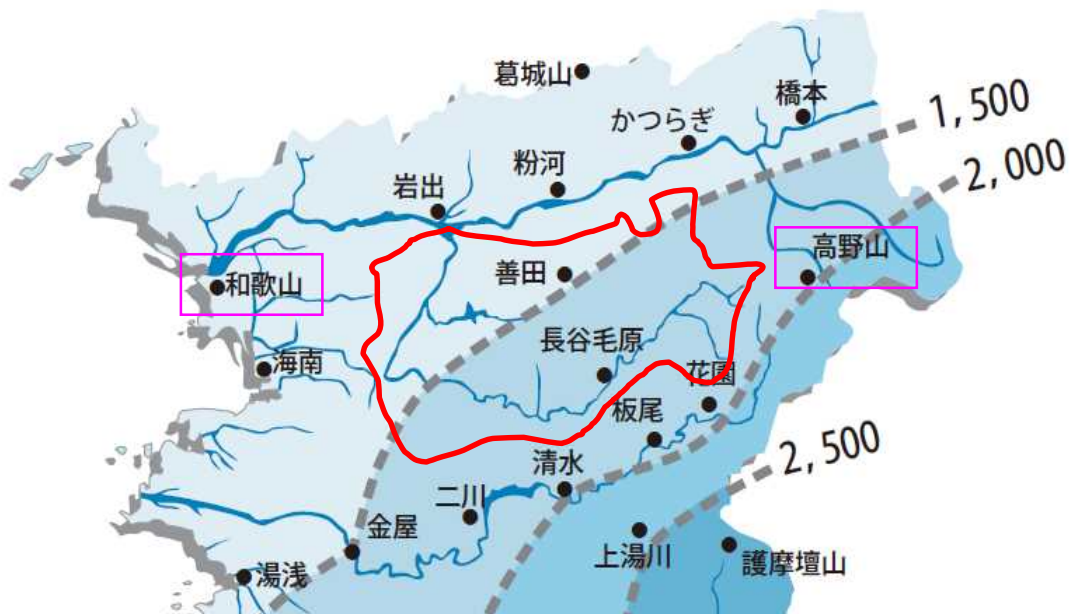 葛城山
橋本
1,500
かつらぎ
2,000
粉河
岩出
高野山
善田
和歌山
長谷毛原
海南
花園
板尾
2,500
清水
二川
金屋
上湯川
護摩壇山
湯浅